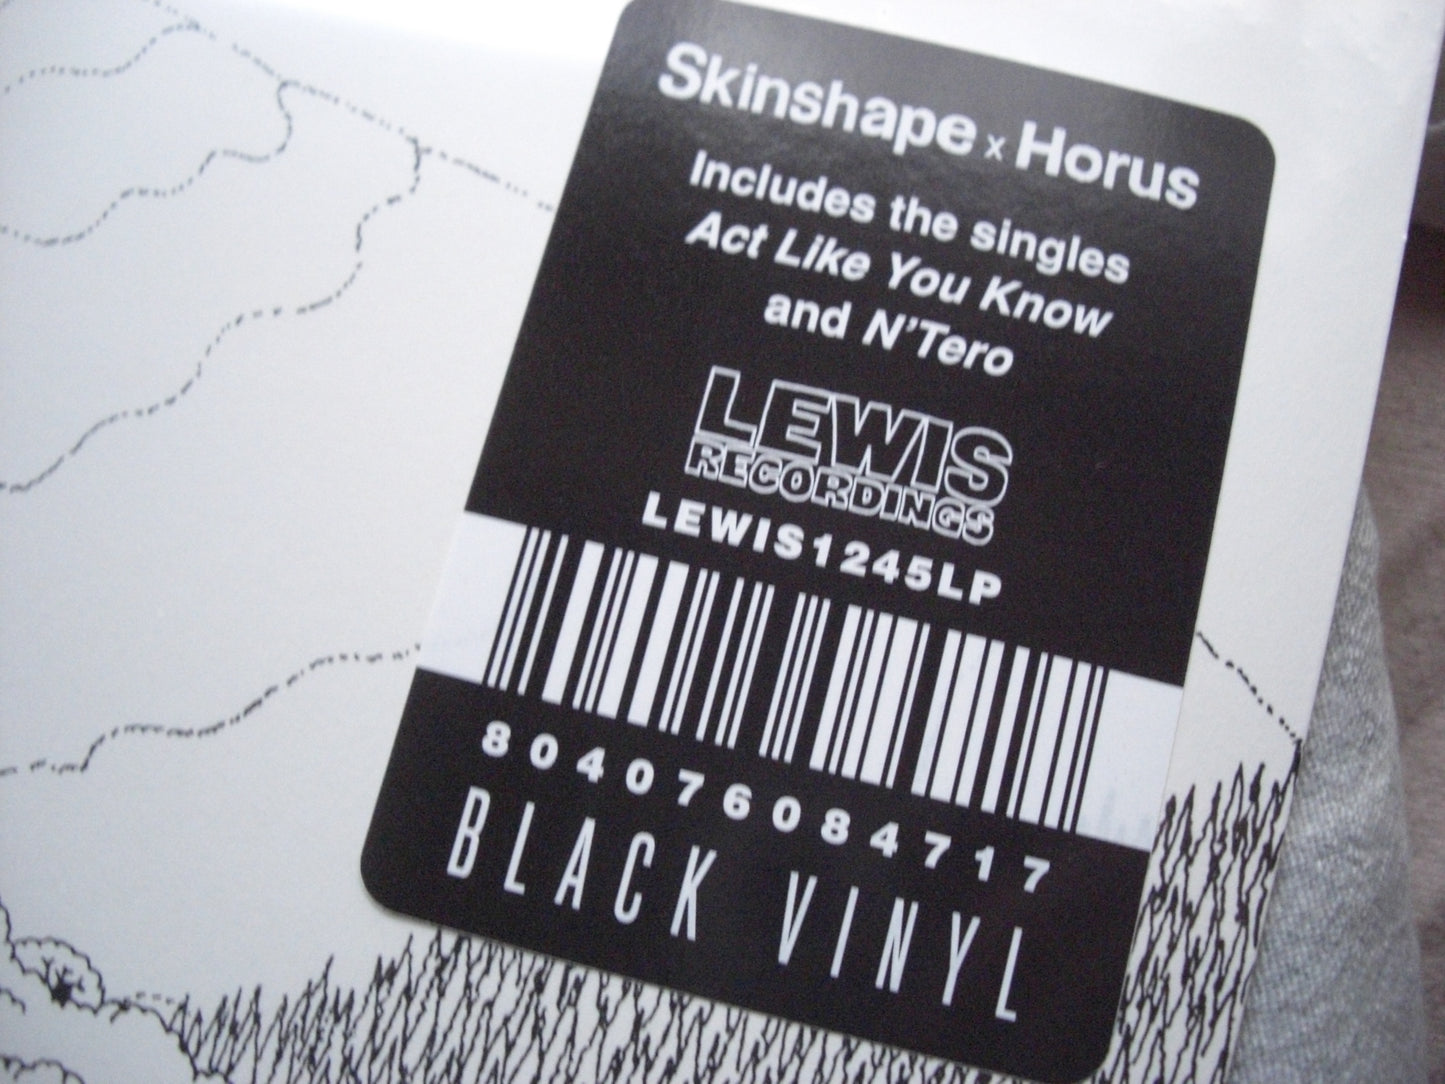 Skinshape x Horus
Includes the singles
Act Like You Know
and N'Tero
LEWIS
RECORDINGS
LEWIS1245LP
804076084717
BLACK VINYL